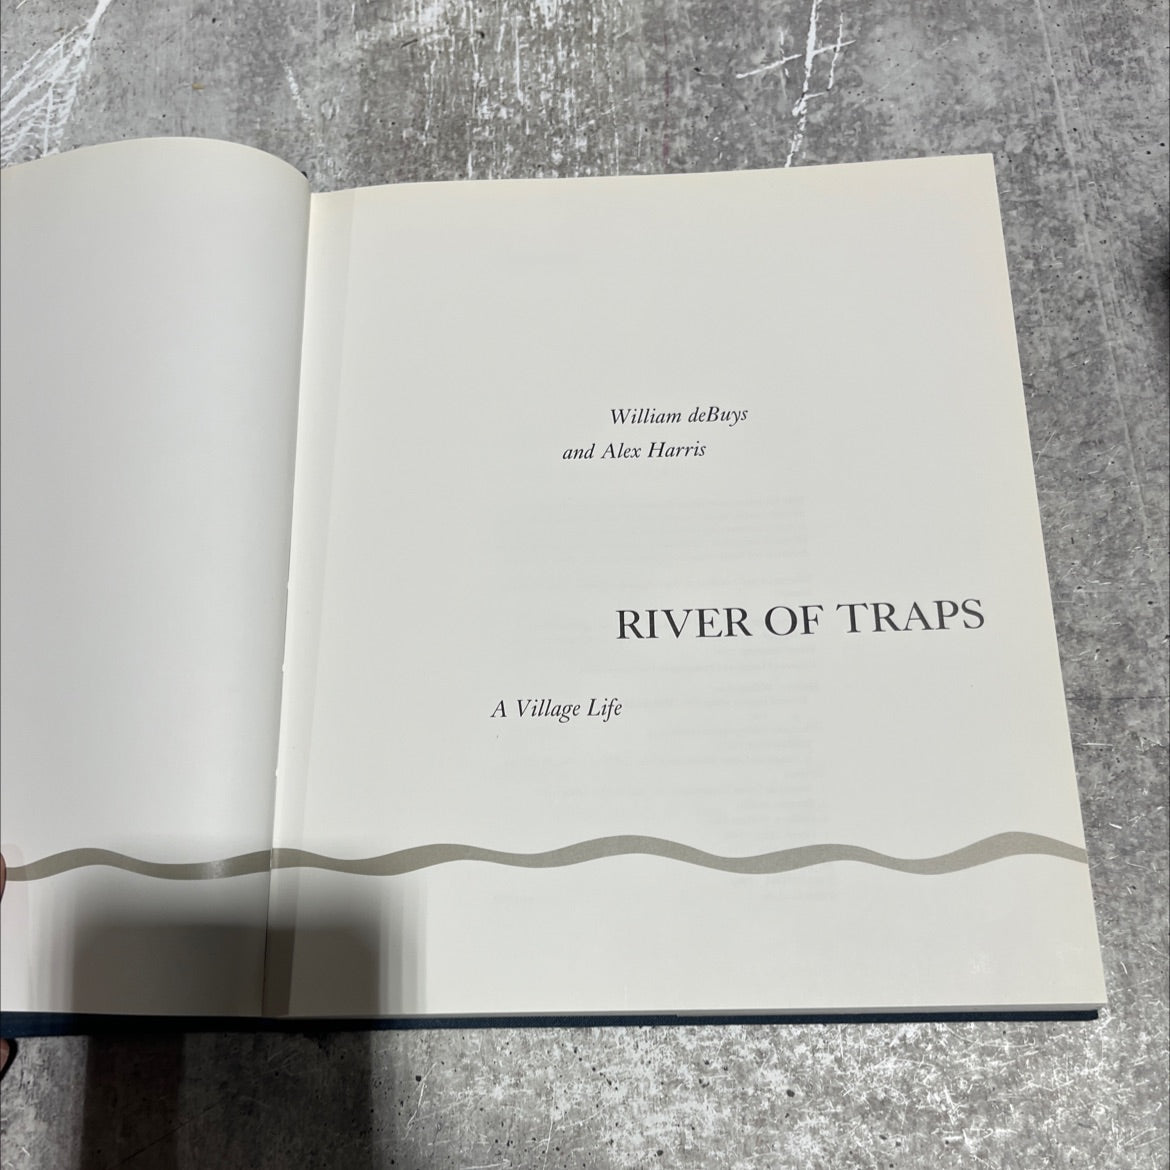 William deBuys
and Alex Harris
RIVER OF TRAPS
A Village Life